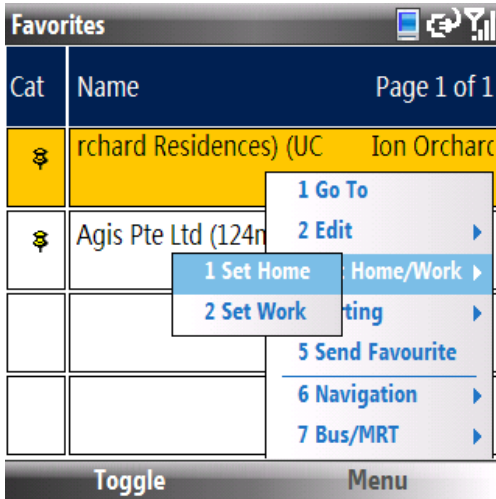 Favorites
Cat Name Page 1 of 1
rchard Residences) (UC Ion Orchard
1 Go To
Agis Pte Ltd (124m
2 Edit
1 Set Home
Home/Work
2 Set Work
ting
5 Send Favourite
6 Navigation
7 Bus/MRT
Toggle Menu